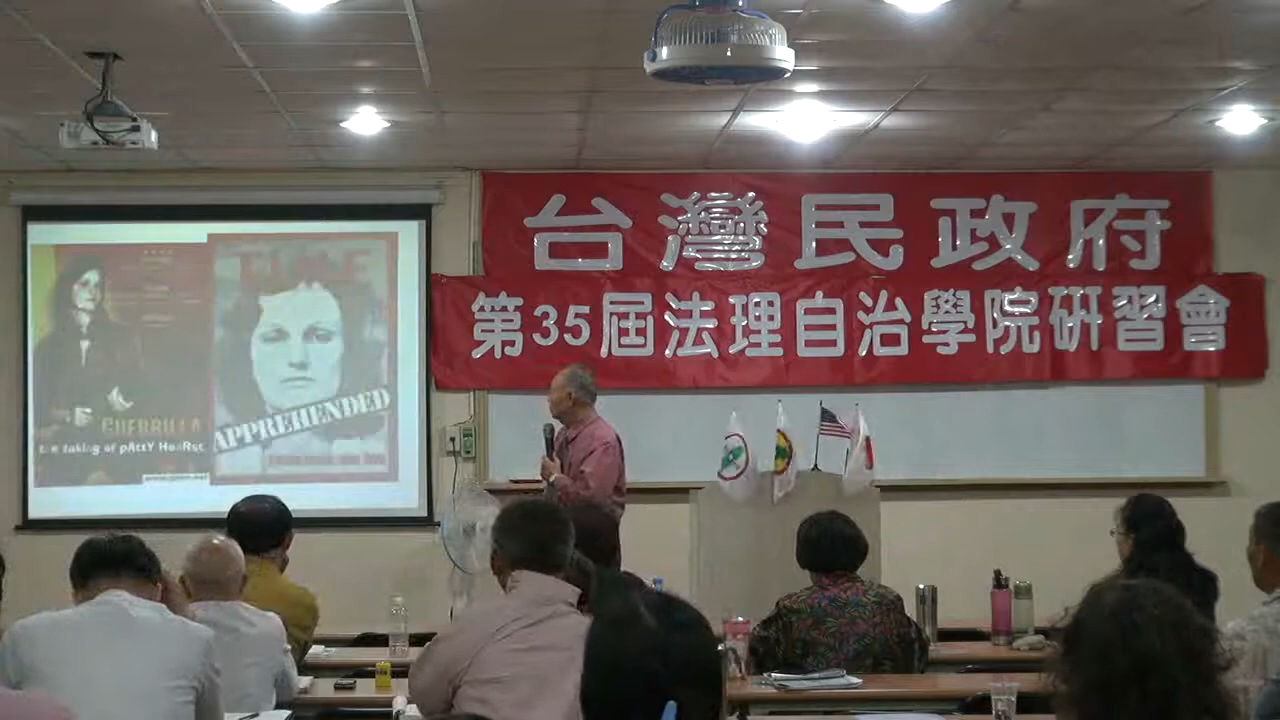 台灣民政府
第35屆法理自治學院研習會
TIME
APPREHENDED
GUERRILLA
the taking of pAttY HeaRst